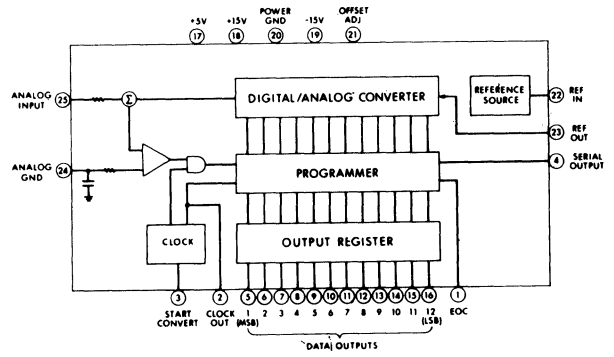 POWER OFFSET
+5V +15V GND -15V ADJ
17 18 20 19 21
ANALOG INPUT 25
Σ
DIGITAL/ANALOG CONVERTER
REFERENCE SOURCE
22 REF IN
23 REF OUT
ANALOG GND 24
PROGRAMMER
4 SERIAL OUTPUT
CLOCK
OUTPUT REGISTER
3 2 5 6 7 8 9 10 11 12 13 14 15 16 1
START CONVERT CLOCK OUT 1 2 3 4 5 6 7 8 9 10 11 12 EOC
(MSB) (LSB)
DATA OUTPUTS